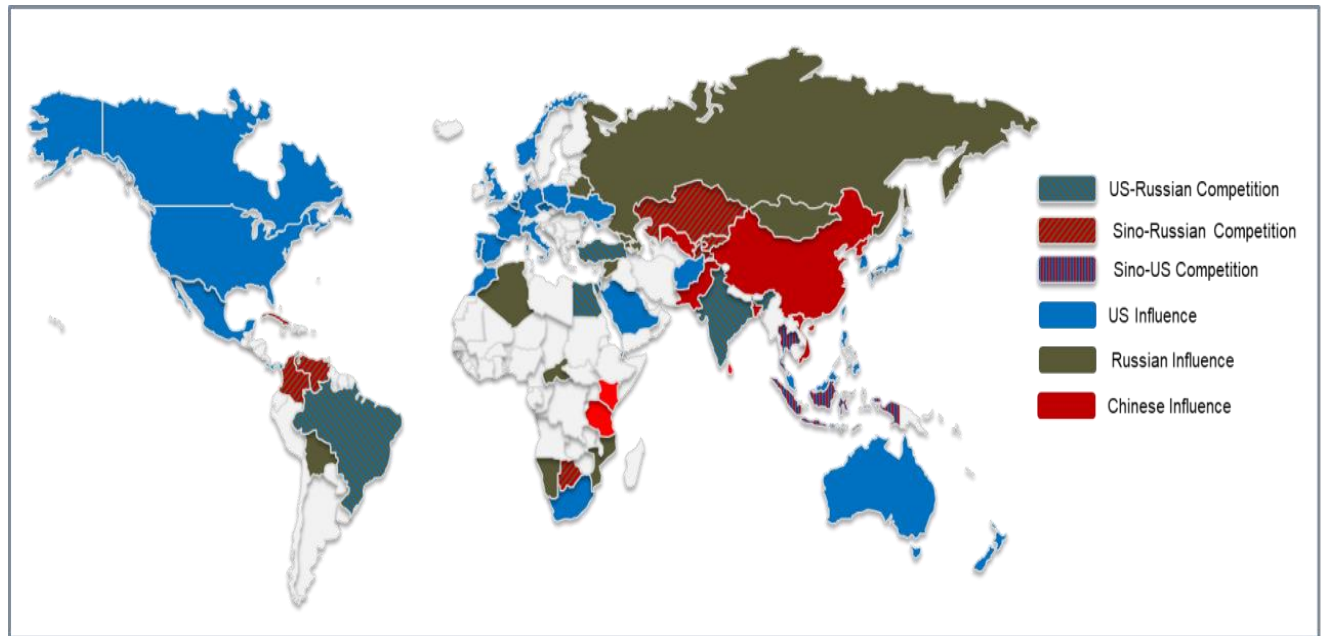 US-Russian Competition
Sino-Russian Competition
Sino-US Competition
US Influence
Russian Influence
Chinese Influence